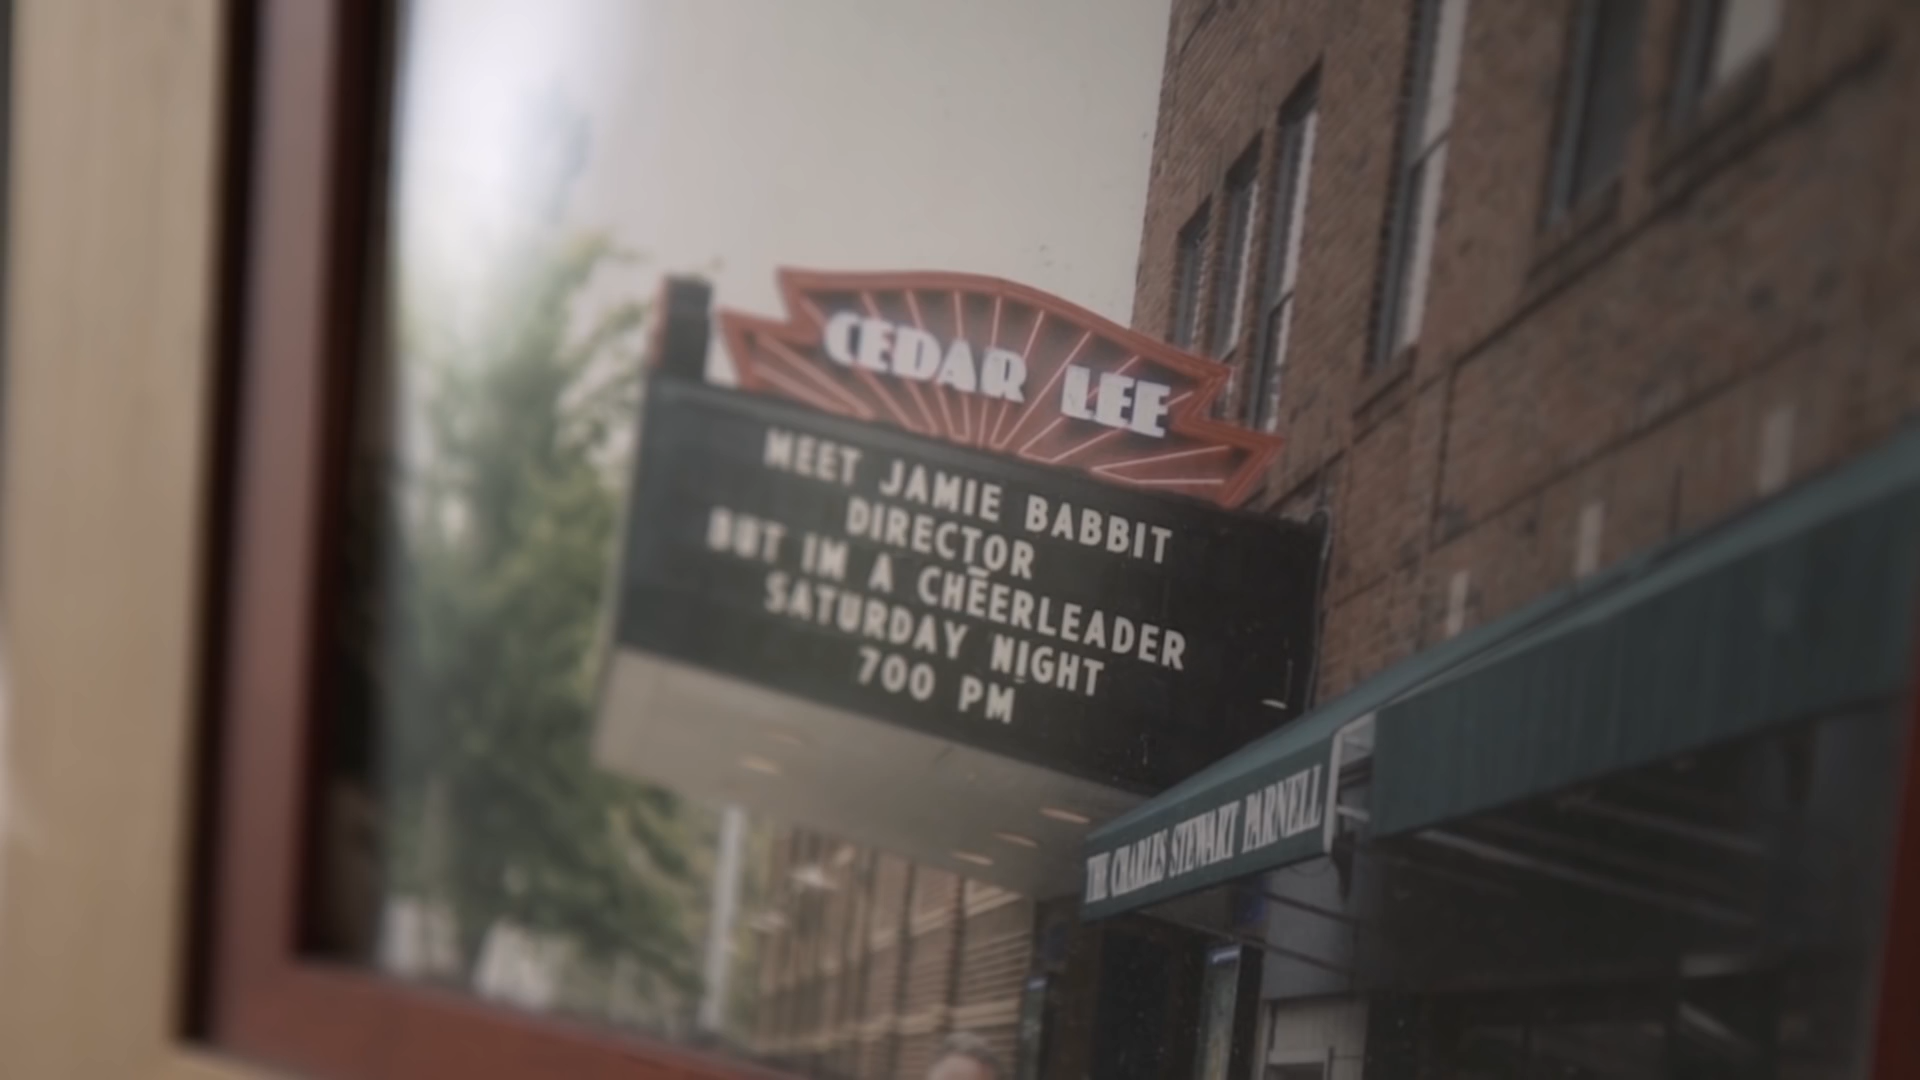 CEDAR LEE
MEET JAMIE BABBIT
DIRECTOR
BUT IM A CHEERLEADER
SATURDAY NIGHT
700 PM
THE CHARLES STEWART PARNELL